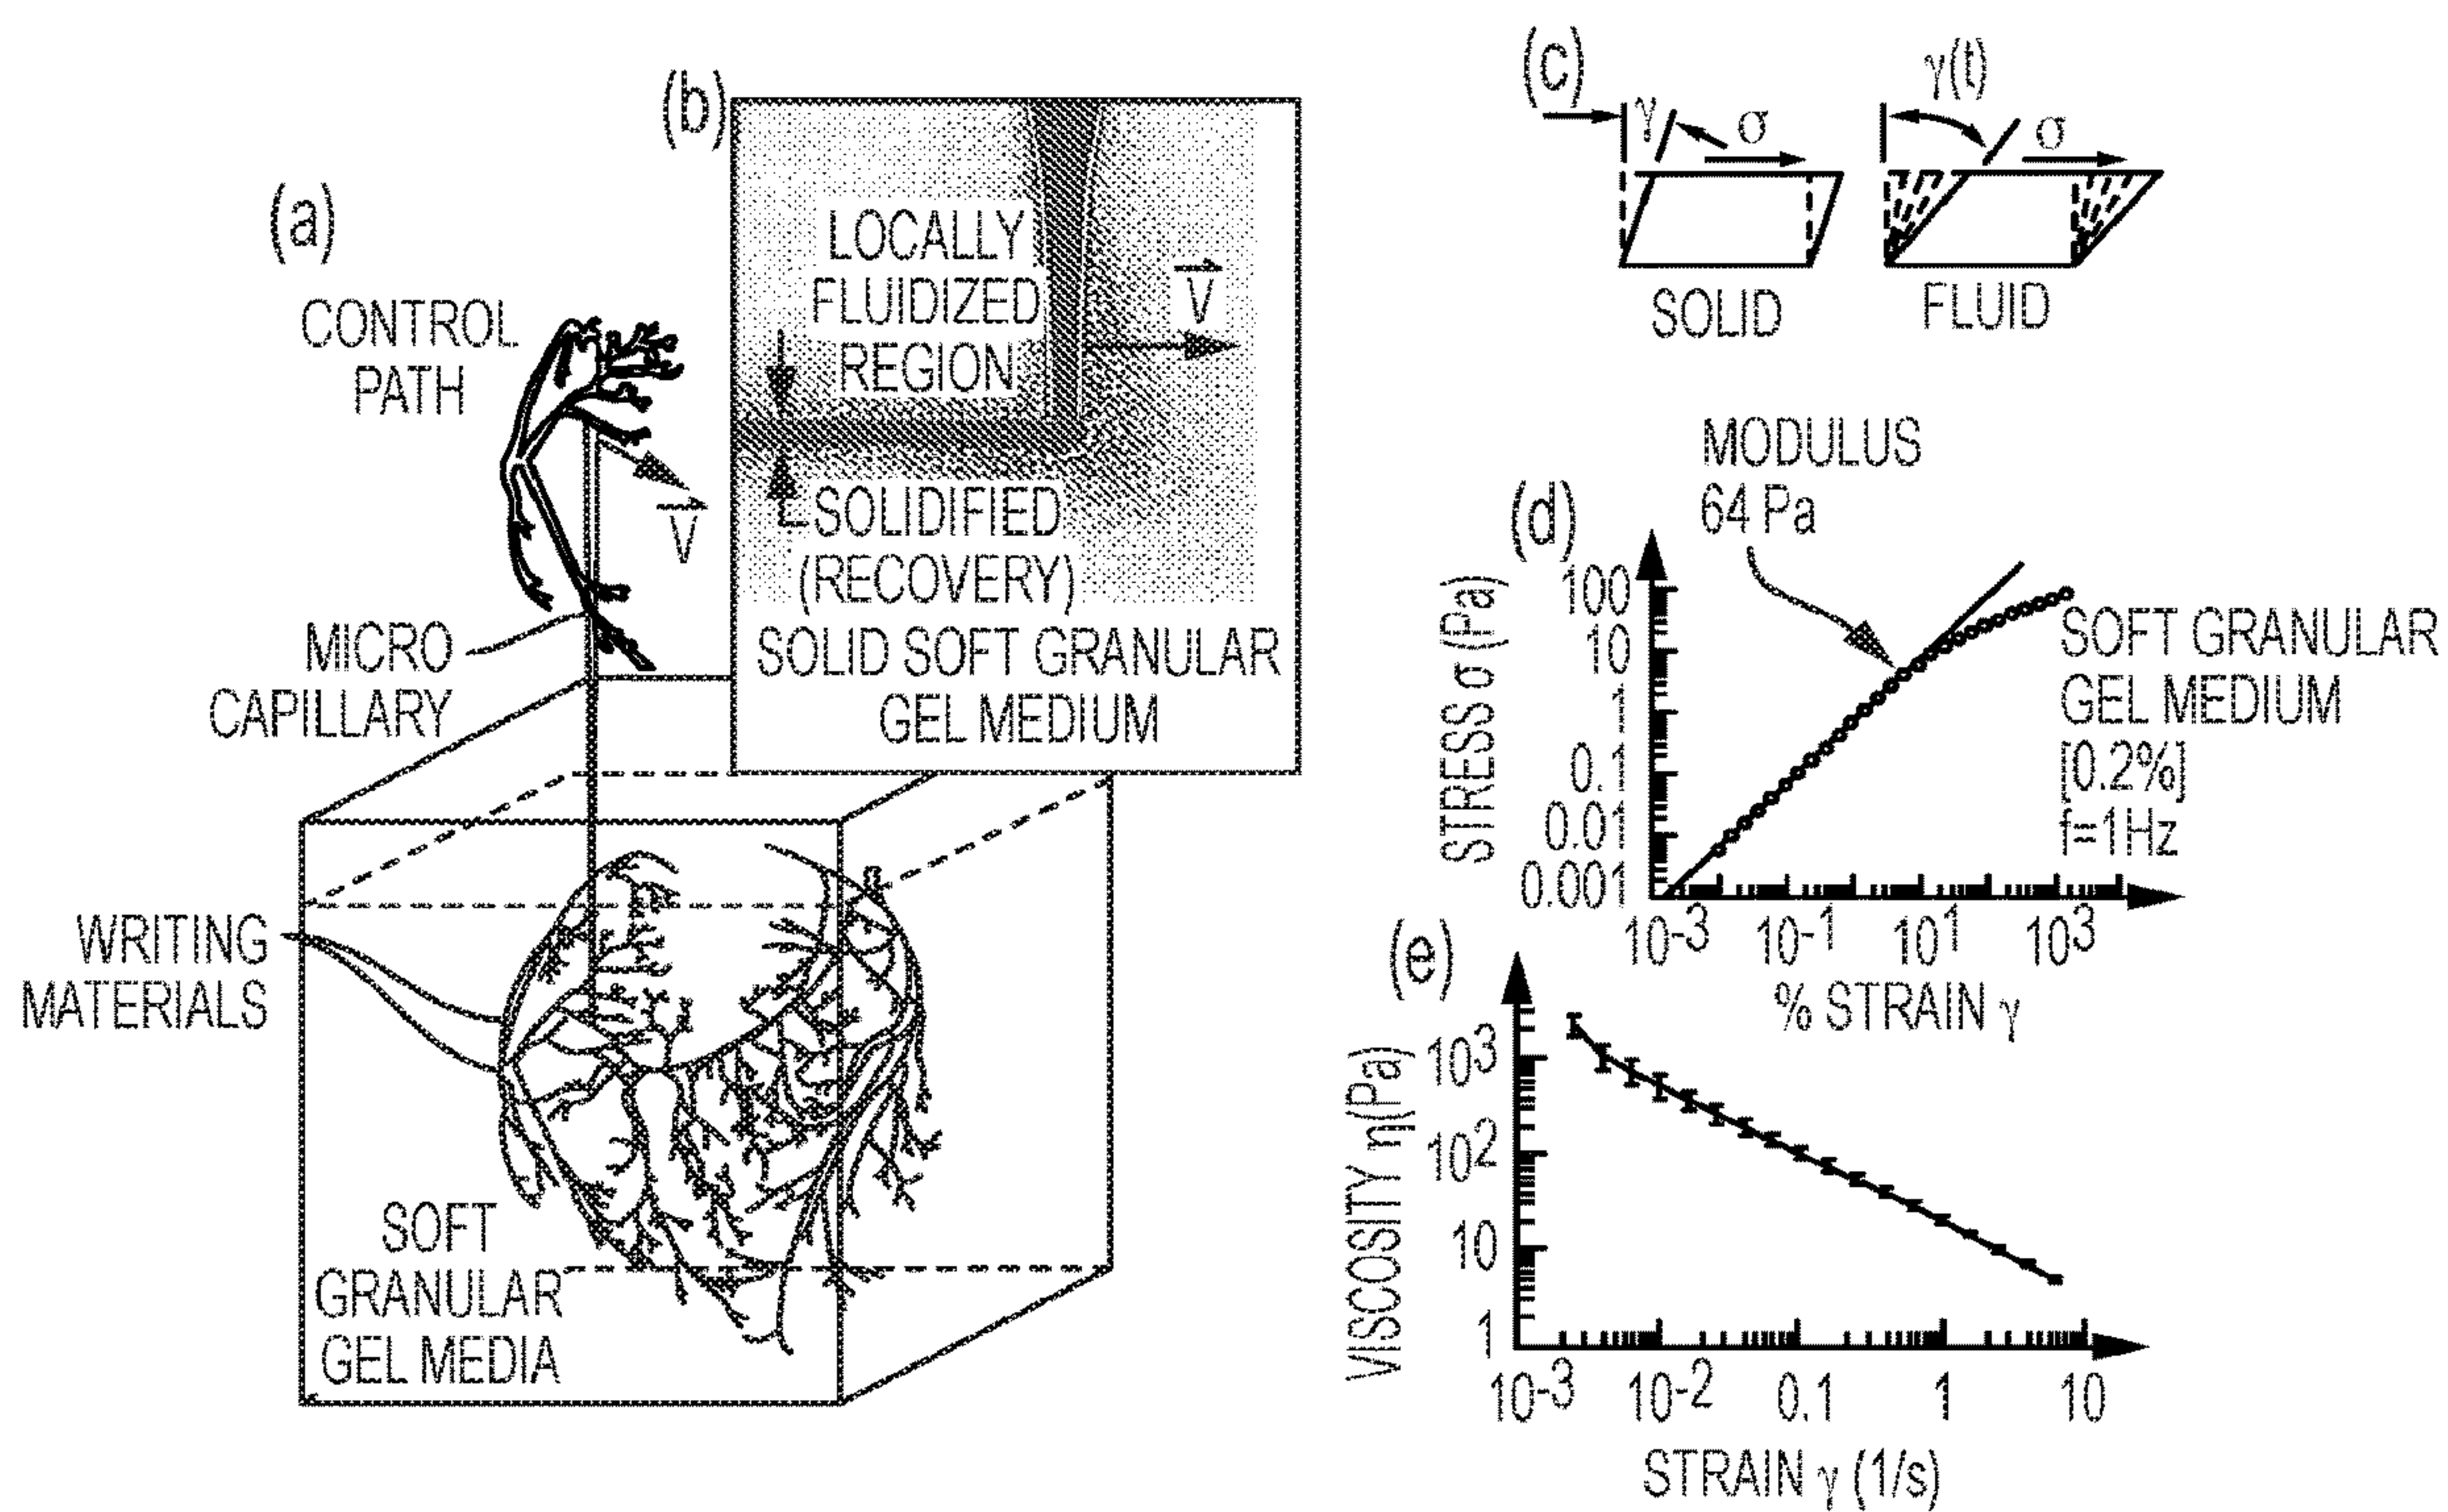 (a)
CONTROL
PATH
V
MICRO
CAPILLARY
WRITING
MATERIALS
SOFT
GRANULAR
GEL MEDIA
(b)
LOCALLY
FLUIDIZED
REGION
V
SOLIDIFIED
(RECOVERY)
SOLID SOFT GRANULAR
GEL MEDIUM
(c)
γ
σ
γ(t)
σ
SOLID
FLUID
(d)
MODULUS
64 Pa
STRESS σ (Pa)
100
10
1
0.1
0.01
0.001
10-3
10-1
101
103
% STRAIN γ
SOFT GRANULAR
GEL MEDIUM
[0.2%]
f=1Hz
(e)
VISCOSITY η(Pa)
103
102
10
1
10-3
10-2
0.1
1
10
STRAIN γ (1/s)